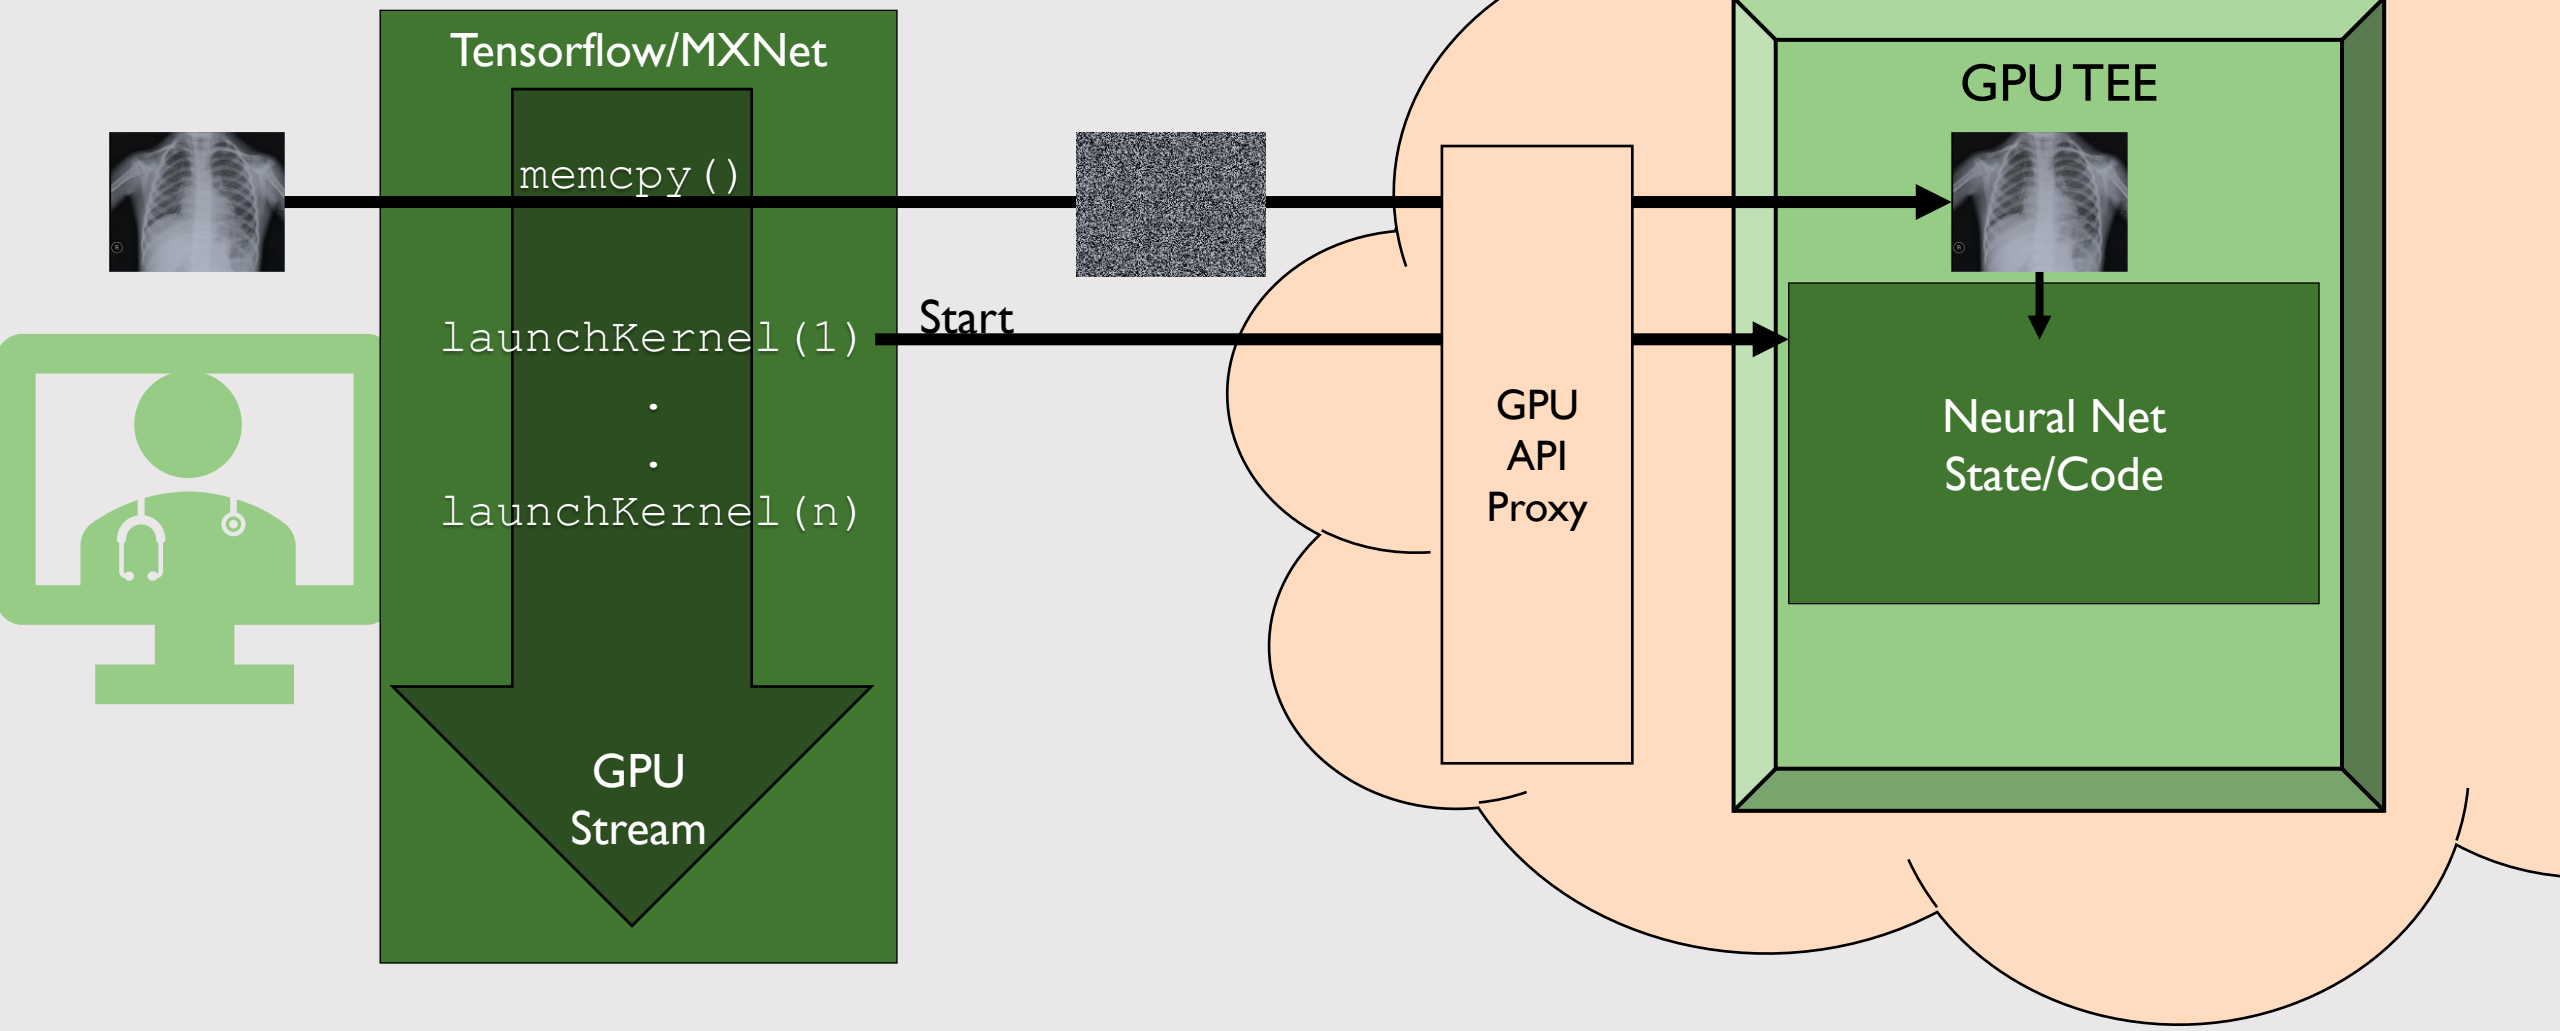 Tensorflow/MXNet
memcpy()
launchKernel(1)
.
.
launchKernel(n)
GPU
Stream
Start
GPU
API
Proxy
GPU TEE
Neural Net
State/Code